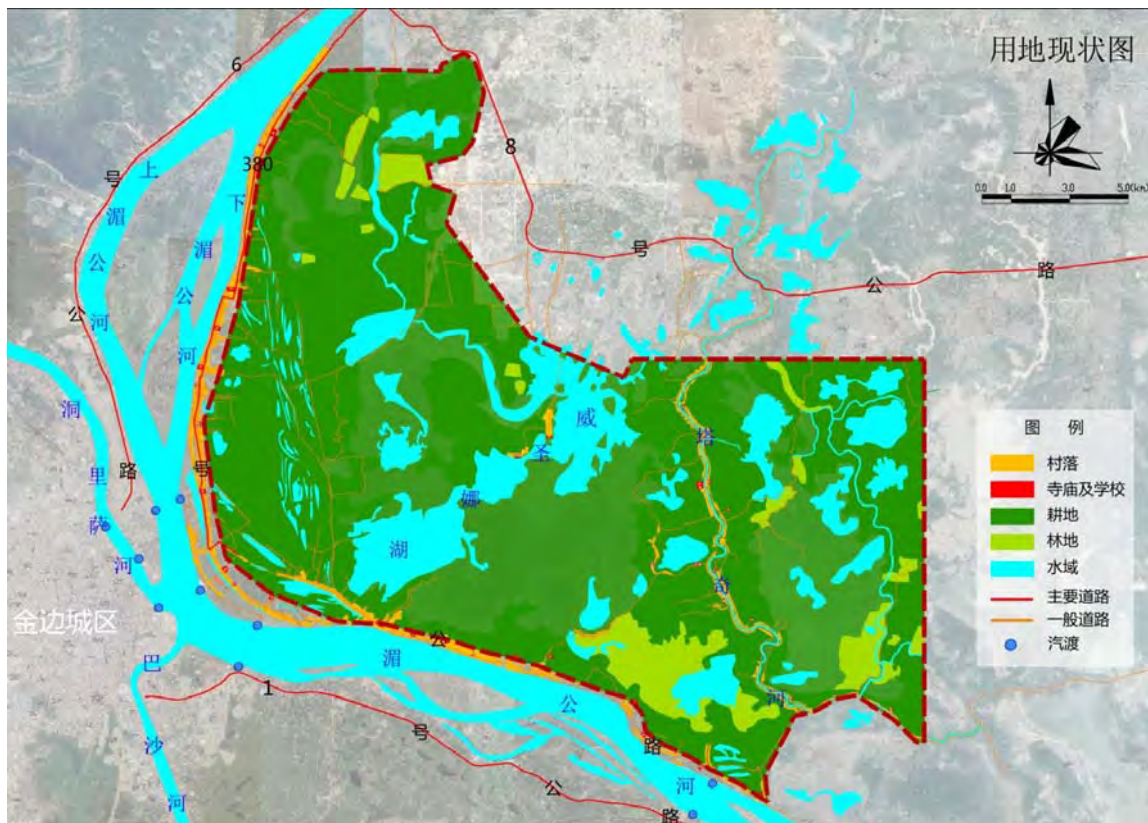 用地现状图
0.0 1.0 3.0 5.0(km)
6号公路
8号公路
380号公路
1号公路
上湄公河
下湄公河
洞里萨河
金边城区
巴沙河
湄公河
威圣娜湖
塔奇河
图 例
村落
寺庙及学校
耕地
林地
水域
主要道路
一般道路
汽渡